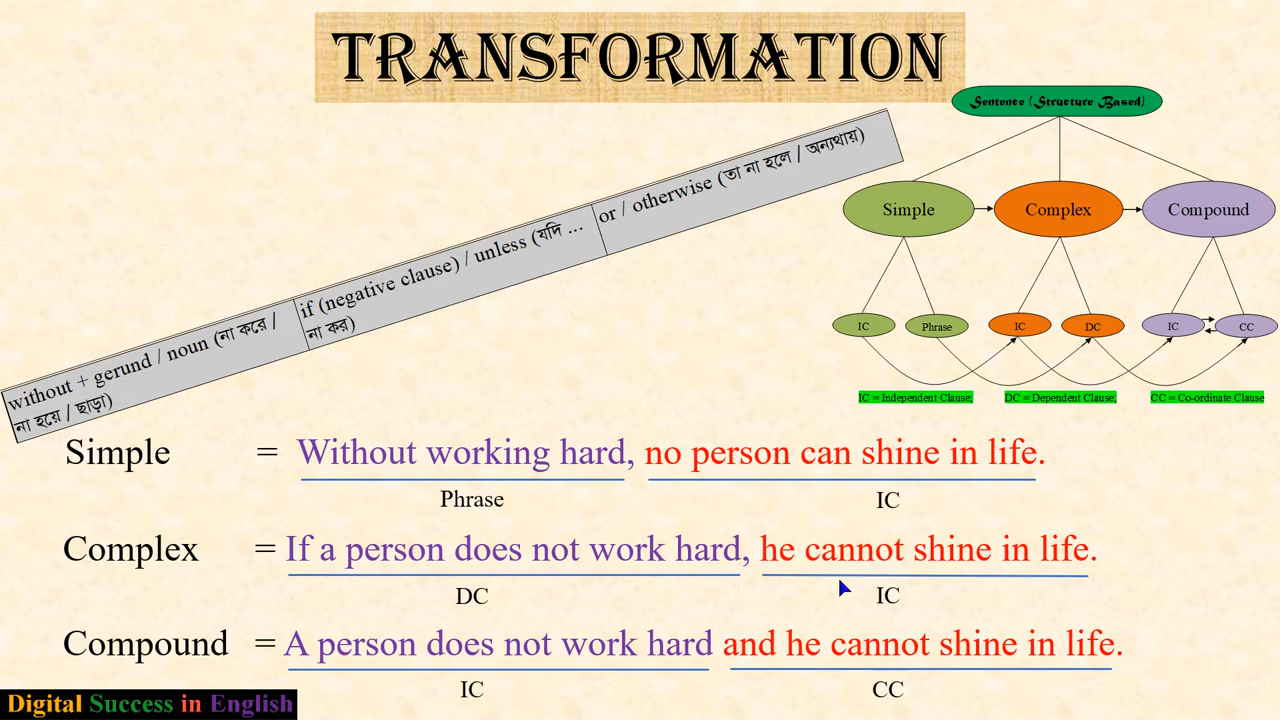 TRANSFORMATION
Sentence (Structure Based)
Simple
Complex
Compound
IC
Phrase
IC
DC
IC
CC
IC = Independent Clause,
DC = Dependent Clause,
CC = Co-ordinate Clause
without + gerund / noun (না করে /
না হয়ে / ছাড়া)
if (negative clause) / unless (যদি ...
না কর)
or / otherwise (তা না হলে / অন্যথায়)
Simple = Without working hard, no person can shine in life.
Phrase IC
Complex = If a person does not work hard, he cannot shine in life.
DC IC
Compound = A person does not work hard and he cannot shine in life.
IC CC
Digital Success in English